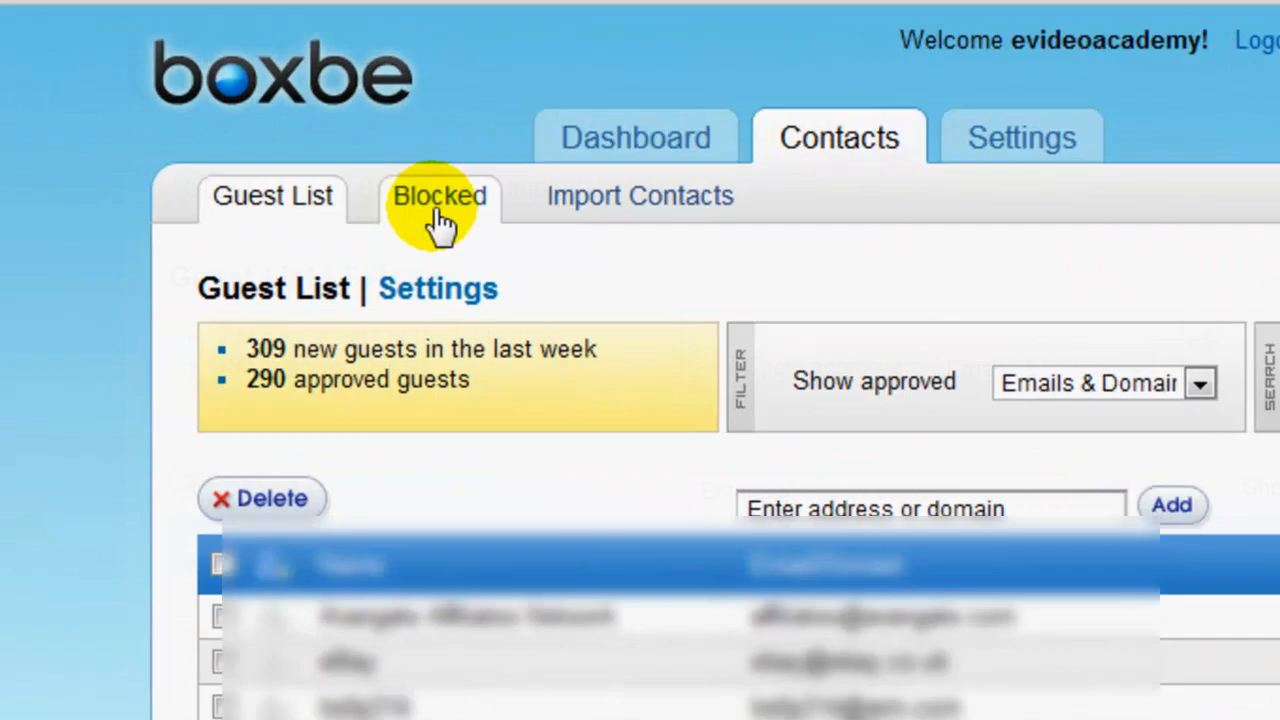 Welcome evideoacademy! Logo
boxbe
Dashboard Contacts Settings
Guest List Blocked Import Contacts
Guest List | Settings
309 new guests in the last week
290 approved guests
FILTER
Show approved Emails & Domain
SEARCH
Delete
Enter address or domain Add